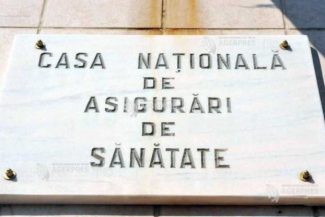 CASA NAȚIONALĂ
DE
ASIGURĂRI
DE
SĂNĂTATE